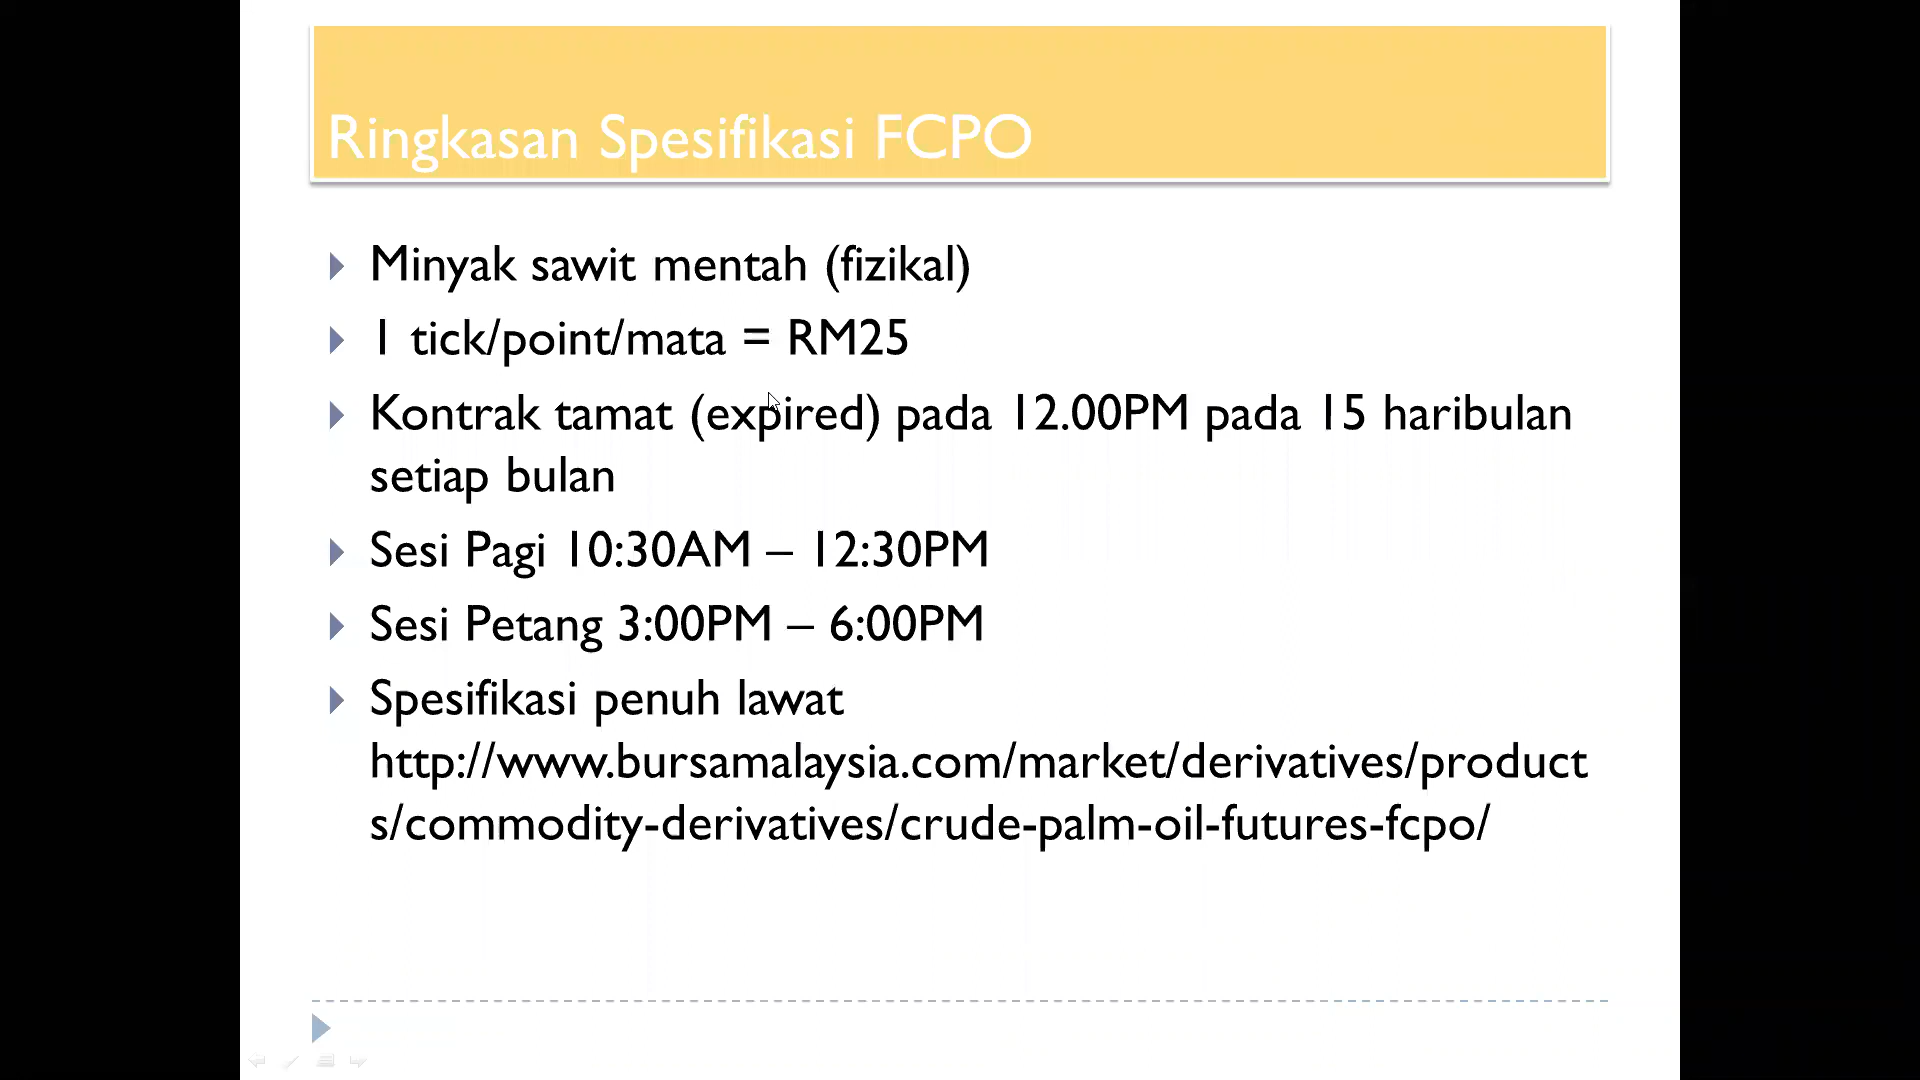 Ringkasan Spesifikasi FCPO
Minyak sawit mentah (fizikal)
1 tick/point/mata = RM25
Kontrak tamat (expired) pada 12.00PM pada 15 haribulan
setiap bulan
Sesi Pagi 10:30AM – 12:30PM
Sesi Petang 3:00PM – 6:00PM
Spesifikasi penuh lawat
http://www.bursamalaysia.com/market/derivatives/product
s/commodity-derivatives/crude-palm-oil-futures-fcpo/